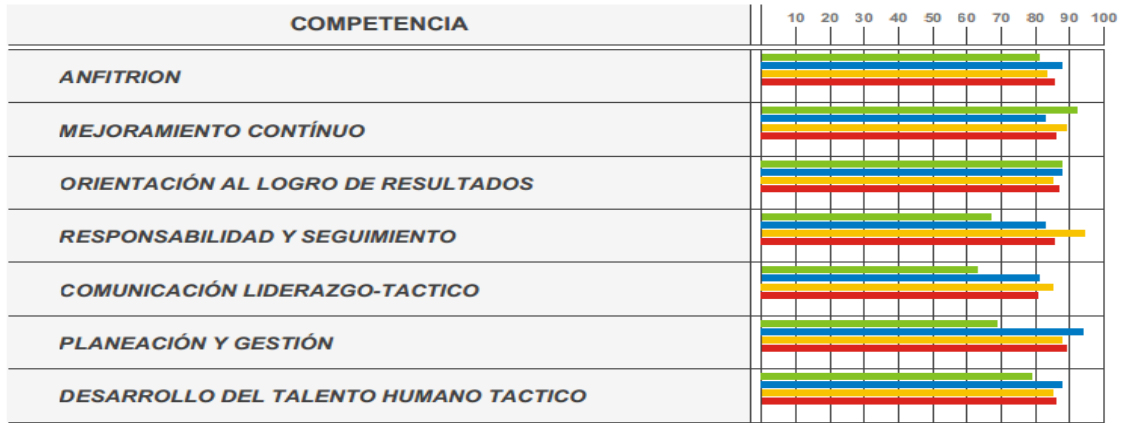 COMPETENCIA
10 20 30 40 50 60 70 80 90 100
ANFITRION
MEJORAMIENTO CONTÍNUO
ORIENTACIÓN AL LOGRO DE RESULTADOS
RESPONSABILIDAD Y SEGUIMIENTO
COMUNICACIÓN LIDERAZGO-TACTICO
PLANEACIÓN Y GESTIÓN
DESARROLLO DEL TALENTO HUMANO TACTICO